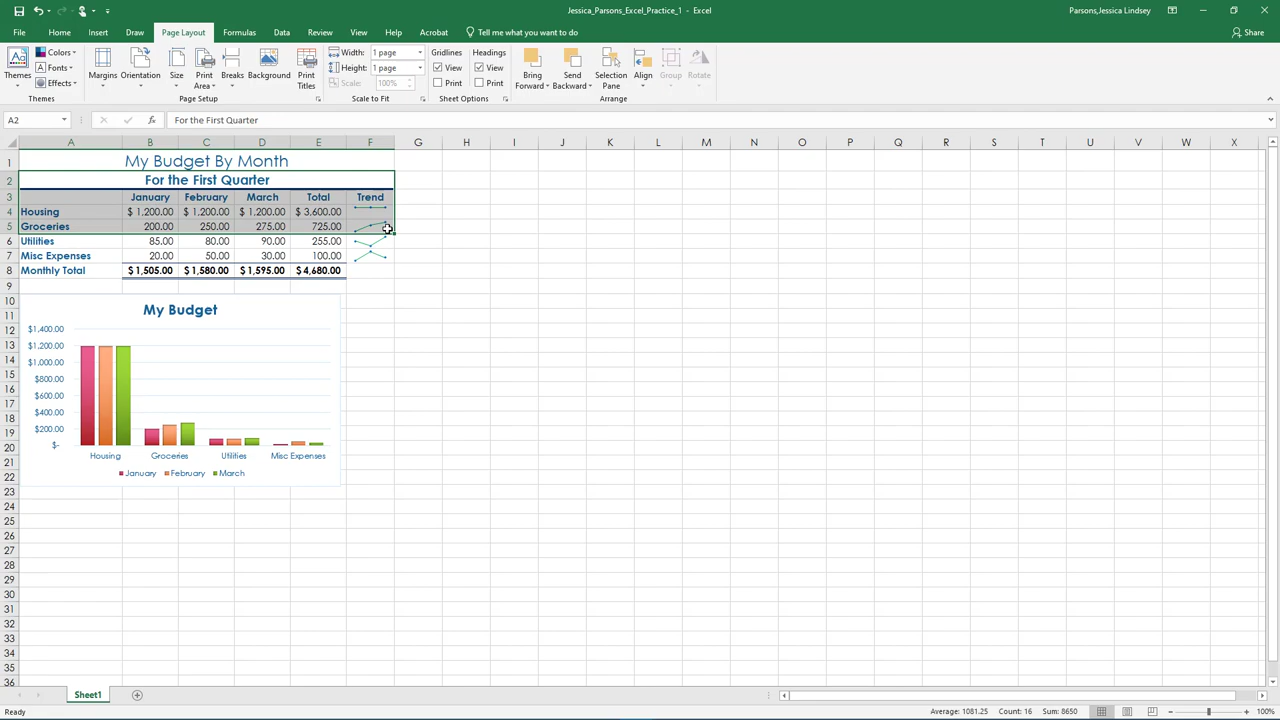 Jessica_Parsons_Excel_Practice_1 - Excel
Parsons,Jessica Lindsey
File Home Insert Draw Page Layout Formulas Data Review View Help Acrobat Tell me what you want to do Share
Themes
Colors
Fonts
Effects
Themes
Margins Orientation Size Print Area Breaks Background Print Titles
Page Setup
Width: 1 page
Height: 1 page
Scale: 100%
Scale to Fit
Gridlines Headings
View View
Print Print
Sheet Options
Bring Forward Send Backward Selection Pane Align Group Rotate
Arrange
A2 fx For the First Quarter
A B C D E F G H I J K L M N O P Q R S T U V W X
1 My Budget By Month
2 For the First Quarter
3 January February March Total Trend
4 Housing $ 1,200.00 $ 1,200.00 $ 1,200.00 $ 3,600.00
5 Groceries 200.00 250.00 275.00 725.00
6 Utilities 85.00 80.00 90.00 255.00
7 Misc Expenses 20.00 50.00 30.00 100.00
8 Monthly Total $ 1,505.00 $ 1,580.00 $ 1,595.00 $ 4,680.00
9
10
11
12
13
14
15
16
17
18
19
20
21
22
23
24
25
26
27
28
29
30
31
32
33
34
35
36
My Budget
$1,400.00
$1,200.00
$1,000.00
$800.00
$600.00
$400.00
$200.00
$-
Housing Groceries Utilities Misc Expenses
January February March
Sheet1
Ready
Average: 1081.25 Count: 16 Sum: 8650 100%